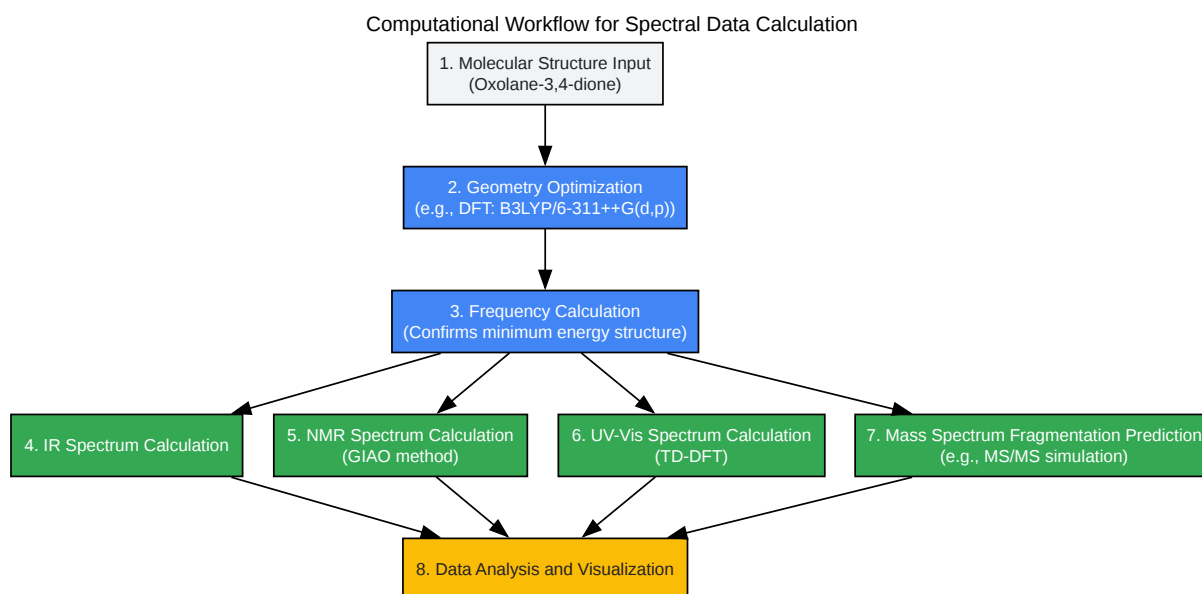 Computational Workflow for Spectral Data Calculation
1. Molecular Structure Input
(Oxolane-3,4-dione)
2. Geometry Optimization
(e.g., DFT: B3LYP/6-311++G(d,p))
3. Frequency Calculation
(Confirms minimum energy structure)
4. IR Spectrum Calculation
5. NMR Spectrum Calculation
(GIAO method)
6. UV-Vis Spectrum Calculation
(TD-DFT)
7. Mass Spectrum Fragmentation Prediction
(e.g., MS/MS simulation)
8. Data Analysis and Visualization